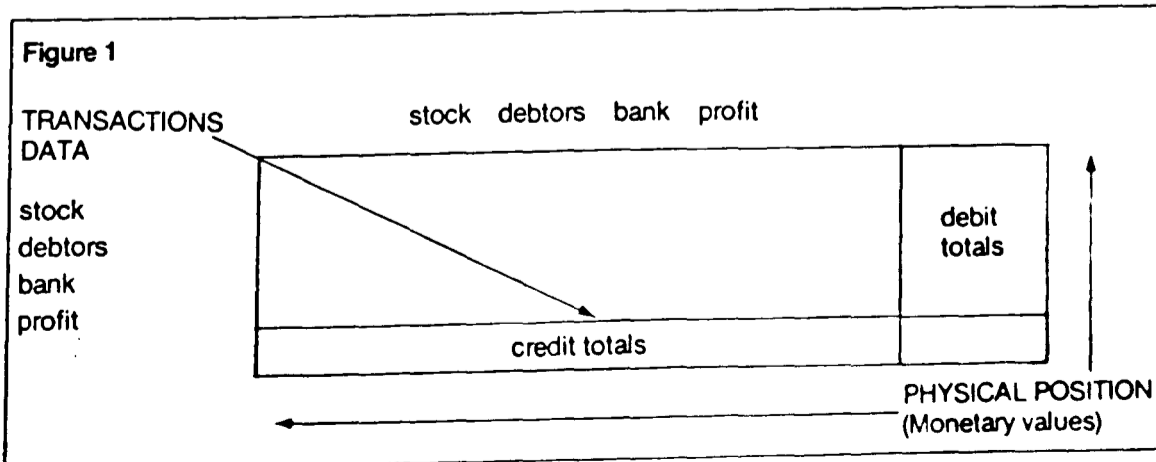 Figure 1
TRANSACTIONS
DATA
stock debtors bank profit
stock
debtors
bank
profit
debit
totals
credit totals
PHYSICAL POSITION
(Monetary values)